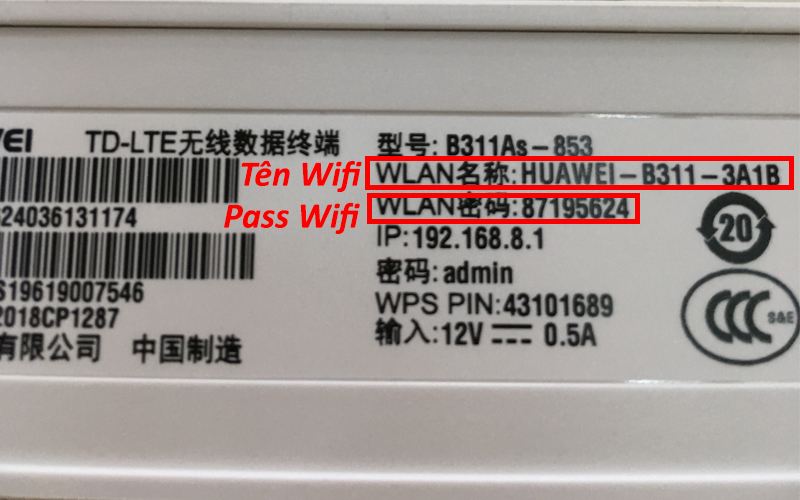 TD-LTE无线数据终端
型号: B311As-853
Tên Wifi
WLAN名称:HUAWEI-B311-3A1B
24036131174
Pass Wifi
WLAN密码:87195624
20
IP:192.168.8.1
密码:admin
S19619007546
WPS PIN:43101689
2018CP1287
CCC S&E
输入:12V 0.5A
有限公司 中国制造